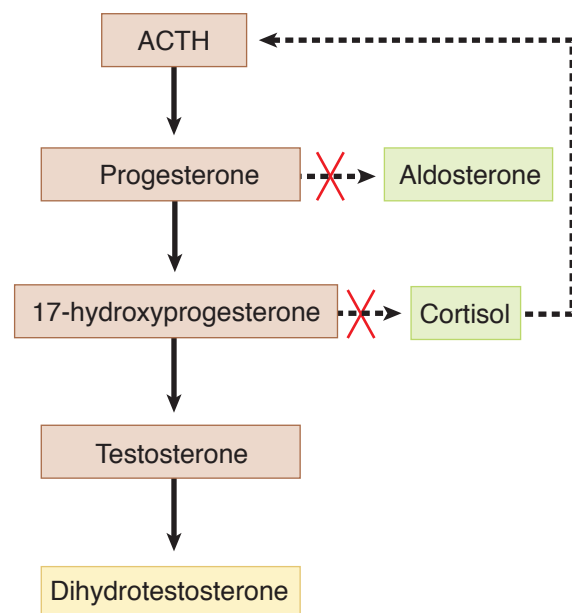 ACTH
Progesterone
Aldosterone
17-hydroxyprogesterone
Cortisol
Testosterone
Dihydrotestosterone